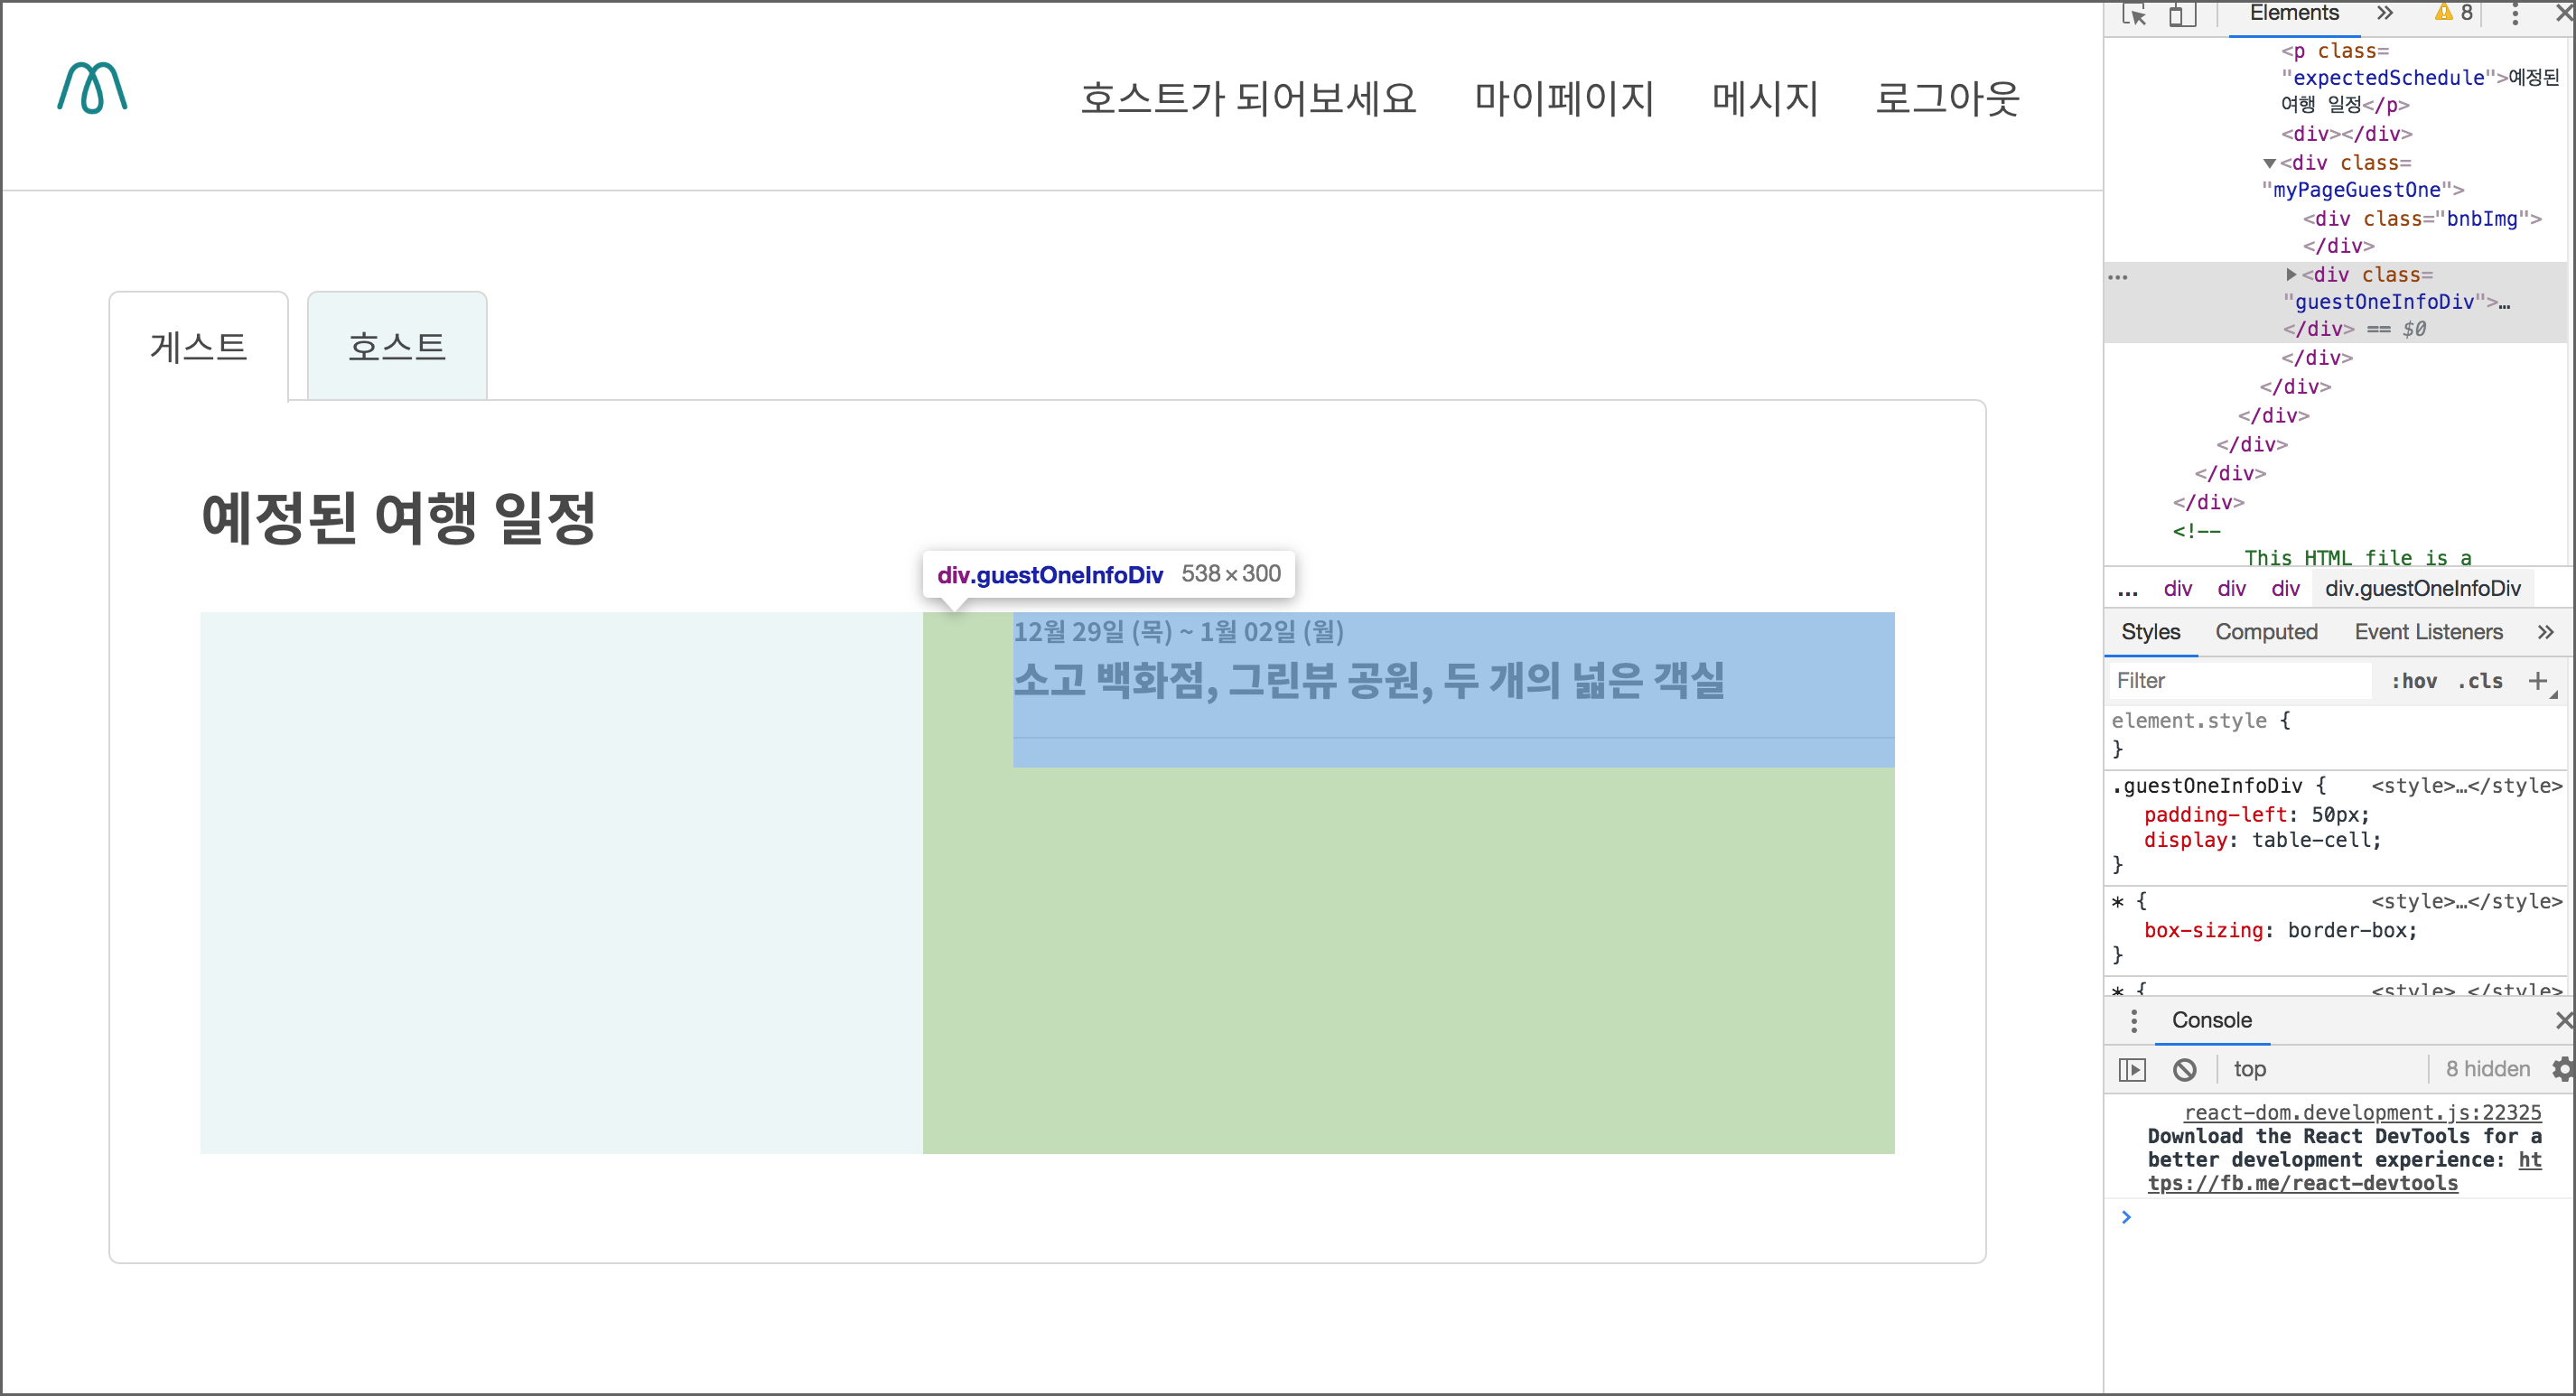 호스트가 되어보세요 마이페이지 메시지 로그아웃
게스트 호스트
예정된 여행 일정
div.guestOneInfoDiv 538×300
12월 29일 (목) ~ 1월 02일 (월)
소고 백화점, 그린뷰 공원, 두 개의 넓은 객실
Elements » 8
<p class=
"expectedSchedule">예정된
여행 일정</p>
<div></div>
<div class=
"myPageGuestOne">
<div class="bnbImg">
</div>
<div class=
"guestOneInfoDiv">…
</div> == $0
</div>
</div>
</div>
</div>
</div>
</div>
<!--
This HTML file is a
... div div div div.guestOneInfoDiv
Styles Computed Event Listeners »
Filter :hov .cls +
element.style {
}
.guestOneInfoDiv { <style>…</style>
padding-left: 50px;
display: table-cell;
}
* { <style>…</style>
box-sizing: border-box;
}
* { <style>…</style>
Console
top 8 hidden
react-dom.development.js:22325
Download the React DevTools for a
better development experience: ht
tps://fb.me/react-devtools